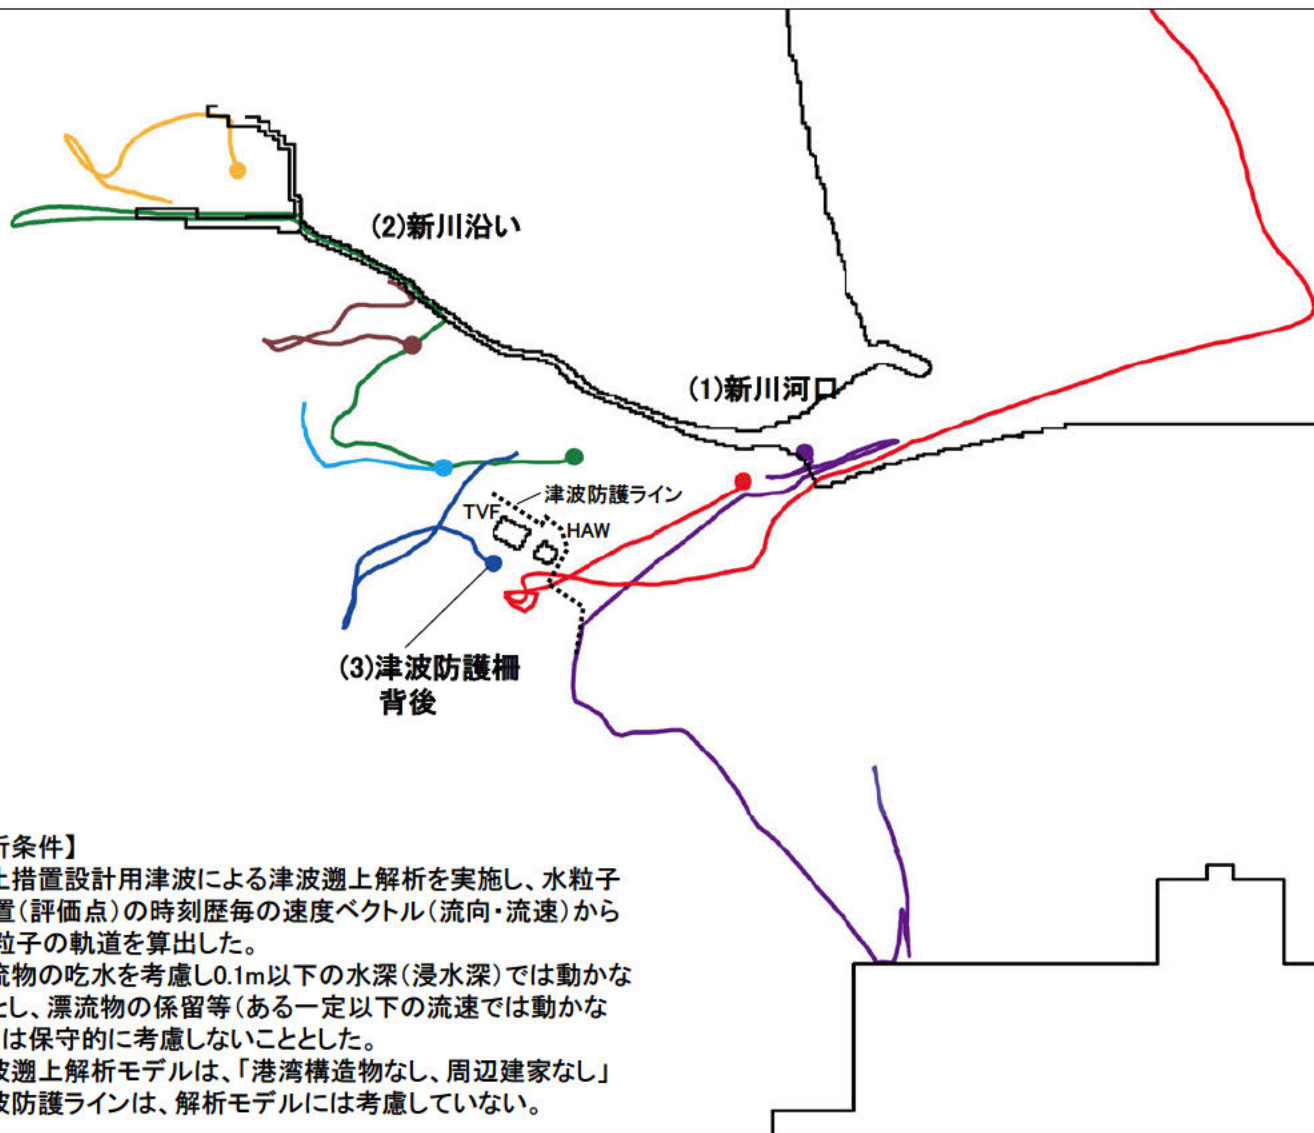 (2)新川沿い
(1)新川河口
津波防護ライン
TVF
HAW
(3)津波防護柵
背後
析条件】
止措置設計用津波による津波遡上解析を実施し、水粒子
置(評価点)の時刻歴毎の速度ベクトル(流向・流速)から
粒子の軌道を算出した。
流物の吃水を考慮し0.1m以下の水深(浸水深)では動かな
とし、漂流物の係留等(ある一定以下の流速では動かな
は保守的に考慮しないこととした。
波遡上解析モデルは、「港湾構造物なし、周辺建家なし」
波防護ラインは、解析モデルには考慮していない。